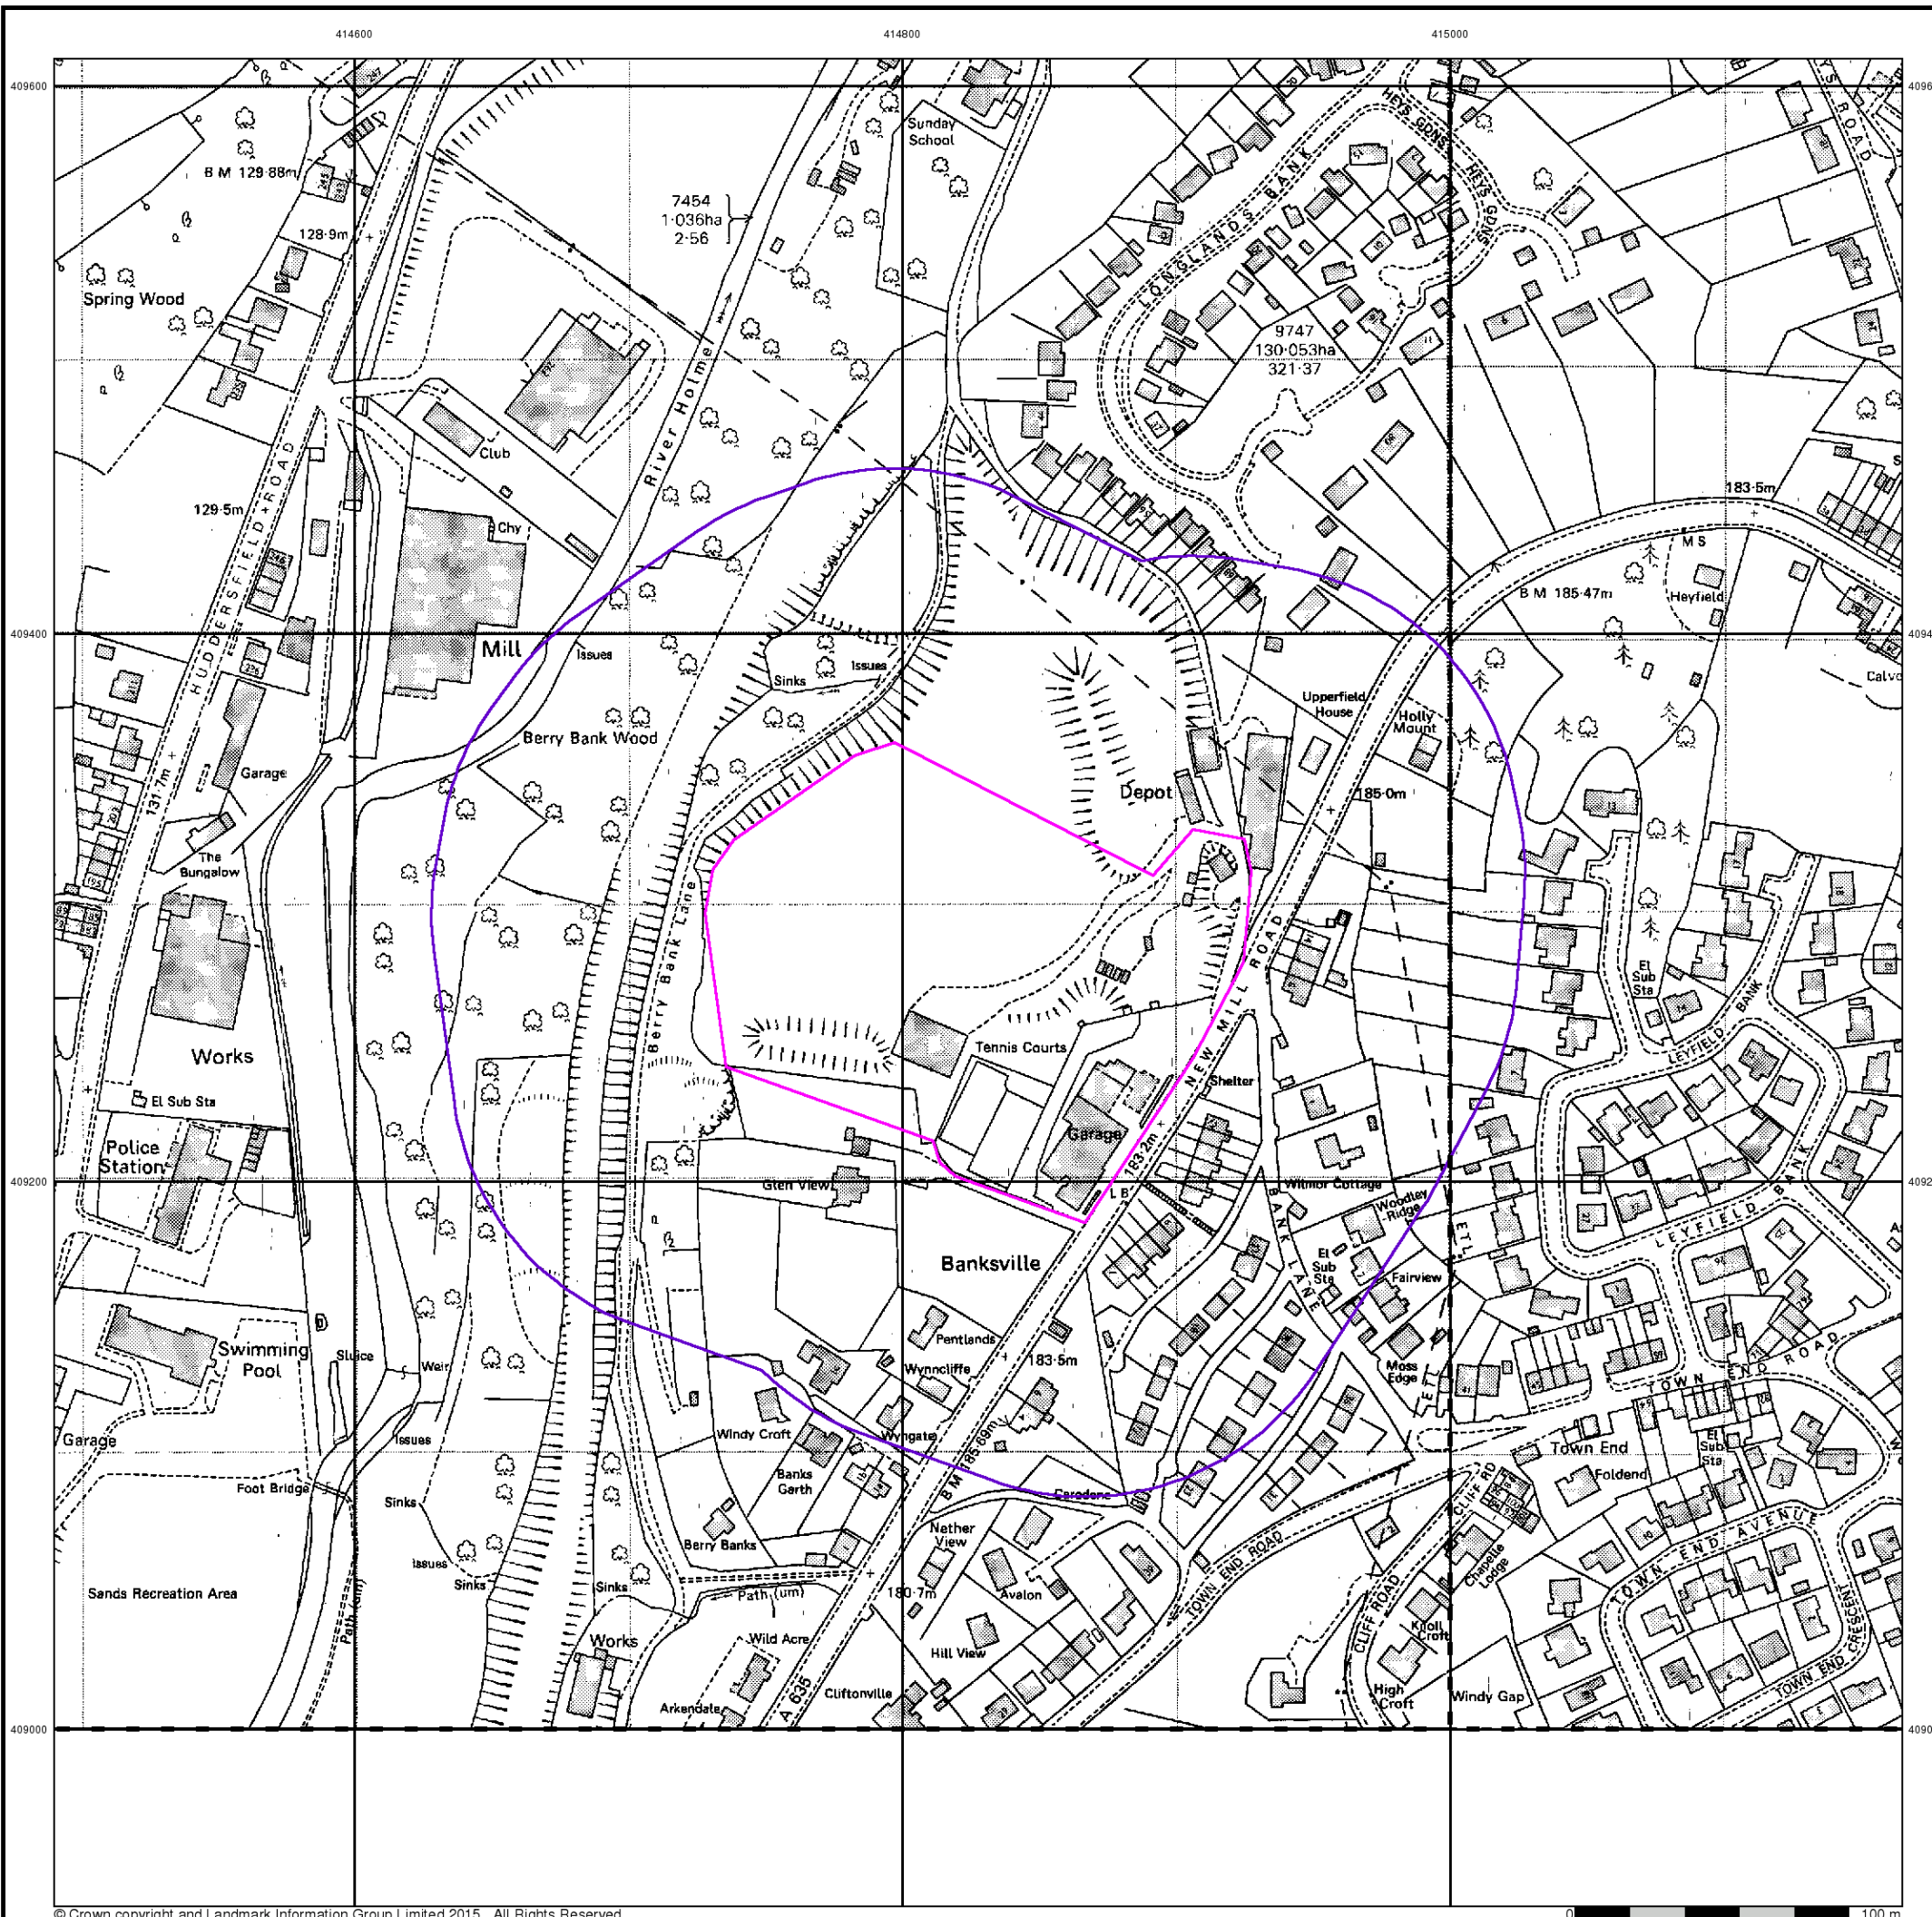 414600
414800
415000
409600
Sunday
School
HEYS GDNS
HEYS GDNS
B M 129·88m
7454
1·036ha
2·56
128·9m
LONGLANDS BANK
Spring Wood
9747
130·053ha
321·37
River Holme
Club
183·5m
129·5m
HUDDERSFIELD ROAD
Chy
M S
B M 185·47m
Heyfield
409400
Mill
Issues
Issues
Sinks
Upperfield
House
Holly
Mount
Berry Bank Wood
Garage
131·7m
Depot
185·0m
The
Bungalow
Berry Bank Lane
El
Sub
Sta
NEW MILL ROAD
LEYFIELD BANK
Works
Tennis Courts
Shelter
El Sub Sta
Police
Station
Garage
183·2m
Glen View
L B
409200
Wilmor Cottage
Woodley
-Ridge
BANK LANE
ETL
LEYFIELD BANK
Banksville
El
Sub
Sta
Fairview
Swimming
Pool
Sluice
Weir
Pentlands
183·5m
Wynncliffe
Moss
Edge
ETL
TOWN END ROAD
Garage
Issues
Windy Croft
Wyngate
B M 185·69m
Town End
El
Sub
Sta
Foot Bridge
Banks
Garth
Foldend
Sinks
Carodene
CLIFF RD
Nether
View
Berry Banks
TOWN END ROAD
TOWN END AVENUE
Chapelle
Lodge
Issues
Sinks
Sinks
Sands Recreation Area
Path (um)
Path (um)
180·7m
Avalon
CLIFF ROAD
Knoll
Croft
CRESCENT
Works
Wild Acre
Hill View
High
Croft
Windy Gap
TOWN END
Arkendale
A 635
Cliftonville
409000
© Crown copyright and Landmark Information Group Limited 2015. All Rights Reserved.
0 100 m